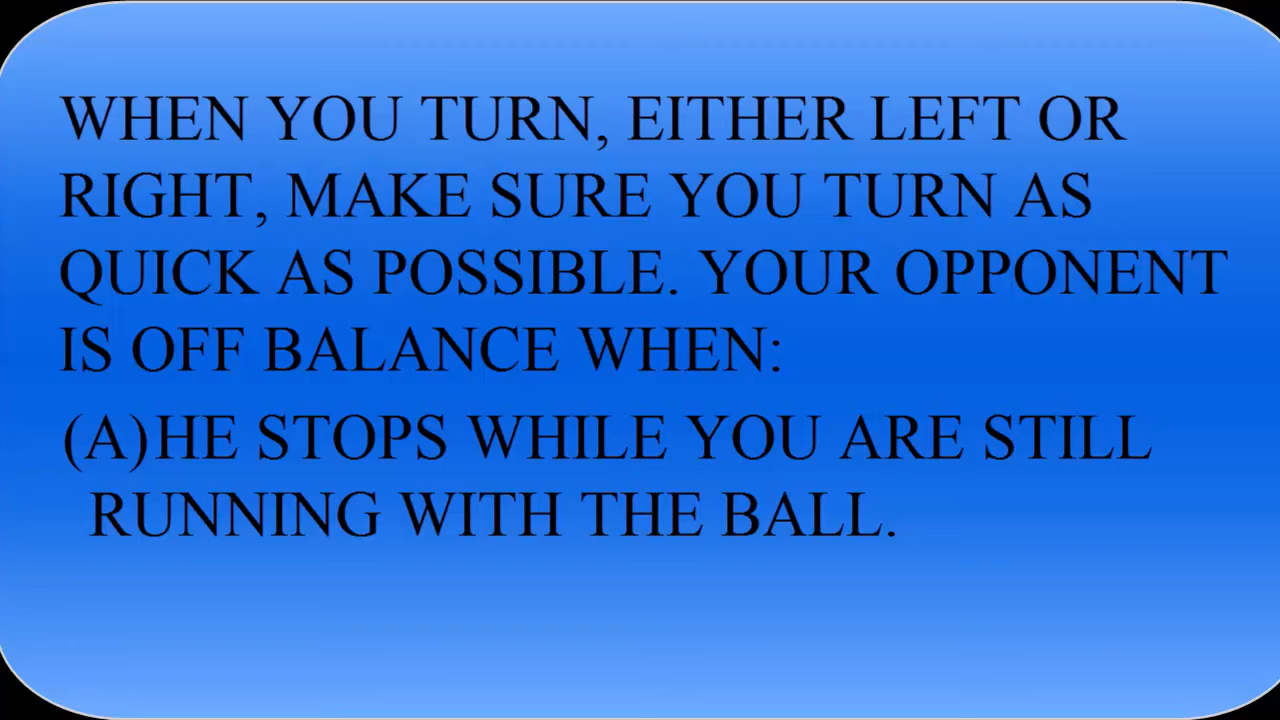 WHEN YOU TURN, EITHER LEFT OR
RIGHT, MAKE SURE YOU TURN AS
QUICK AS POSSIBLE. YOUR OPPONENT
IS OFF BALANCE WHEN:
(A)HE STOPS WHILE YOU ARE STILL
RUNNING WITH THE BALL.